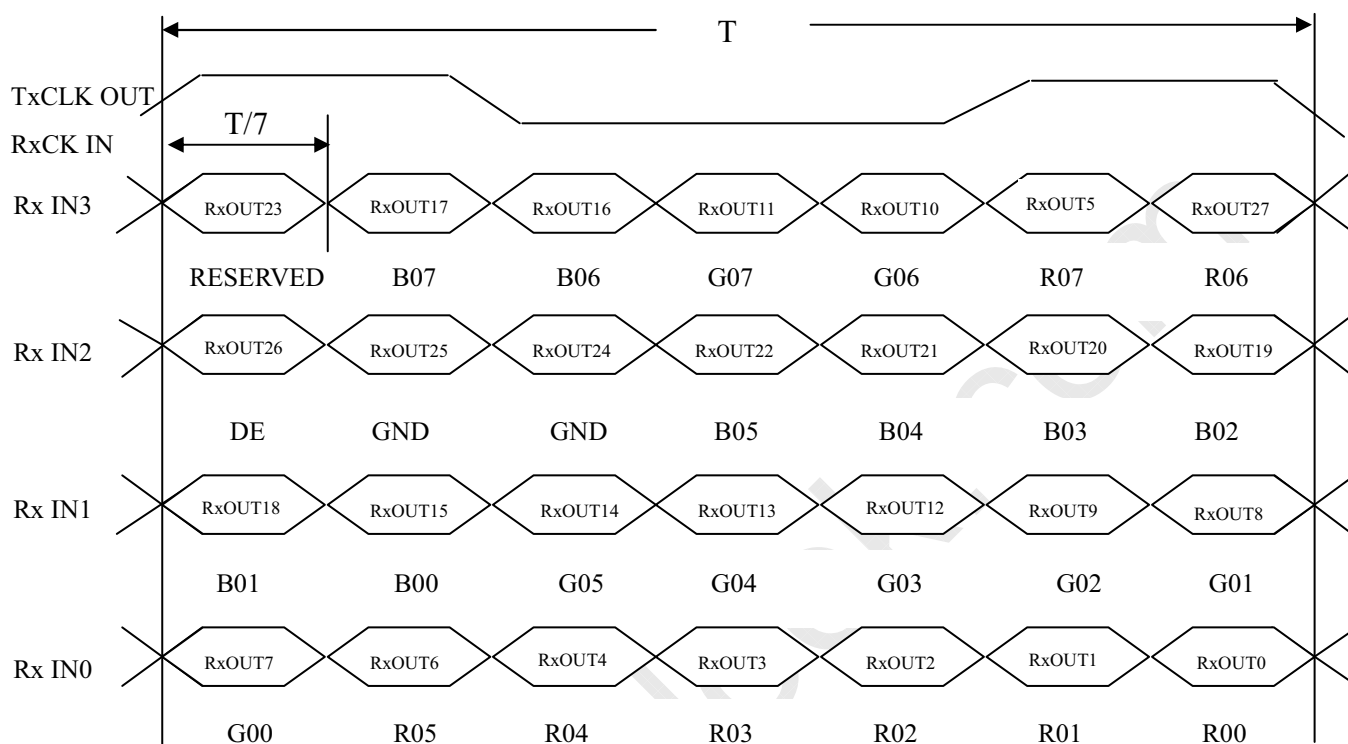 T
TxCLK OUT
T/7
RxCK IN
Rx IN3 RxOUT23 RxOUT17 RxOUT16 RxOUT11 RxOUT10 RxOUT5 RxOUT27
RESERVED B07 B06 G07 G06 R07 R06
Rx IN2 RxOUT26 RxOUT25 RxOUT24 RxOUT22 RxOUT21 RxOUT20 RxOUT19
DE GND GND B05 B04 B03 B02
Rx IN1 RxOUT18 RxOUT15 RxOUT14 RxOUT13 RxOUT12 RxOUT9 RxOUT8
B01 B00 G05 G04 G03 G02 G01
Rx IN0 RxOUT7 RxOUT6 RxOUT4 RxOUT3 RxOUT2 RxOUT1 RxOUT0
G00 R05 R04 R03 R02 R01 R00